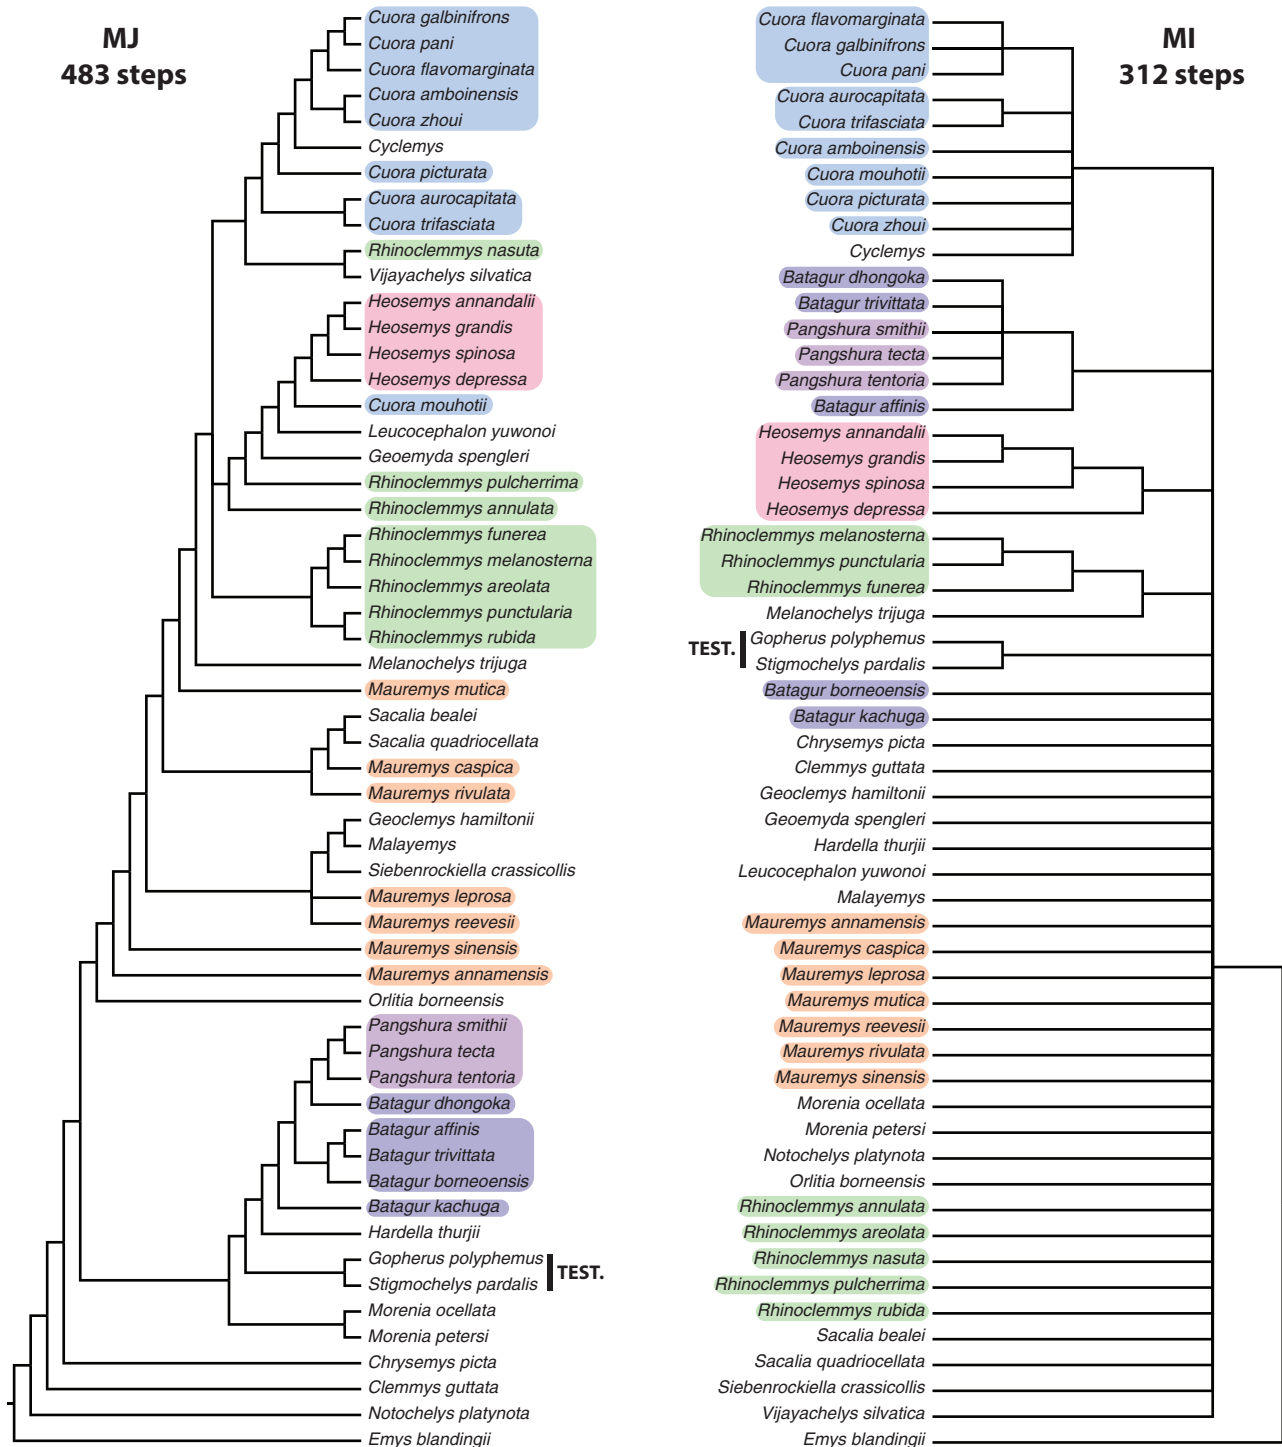 MJ
483 steps
Cuora galbinifrons
Cuora pani
Cuora flavomarginata
Cuora amboinensis
Cuora zhoui
Cyclemys
Cuora picturata
Cuora aurocapitata
Cuora trifasciata
Rhinoclemmys nasuta
Vijayachelys silvatica
Heosemys annandalii
Heosemys grandis
Heosemys spinosa
Heosemys depressa
Cuora mouhotii
Leucocephalon yuwonoi
Geoemyda spengleri
Rhinoclemmys pulcherrima
Rhinoclemmys annulata
Rhinoclemmys funerea
Rhinoclemmys melanosterna
Rhinoclemmys areolata
Rhinoclemmys punctularia
Rhinoclemmys rubida
Melanochelys trijuga
Mauremys mutica
Sacalia bealei
Sacalia quadriocellata
Mauremys caspica
Mauremys rivulata
Geoclemys hamiltonii
Malayemys
Siebenrockiella crassicollis
Mauremys leprosa
Mauremys reevesii
Mauremys sinensis
Mauremys annamensis
Orlitia borneensis
Pangshura smithii
Pangshura tecta
Pangshura tentoria
Batagur dhongoka
Batagur affinis
Batagur trivittata
Batagur borneoensis
Batagur kachuga
Hardella thurjii
Gopherus polyphemus
Stigmochelys pardalis
TEST.
Morenia ocellata
Morenia petersi
Chrysemys picta
Clemmys guttata
Notochelys platynota
Emys blandingii
MI
312 steps
Cuora flavomarginata
Cuora galbinifrons
Cuora pani
Cuora aurocapitata
Cuora trifasciata
Cuora amboinensis
Cuora mouhotii
Cuora picturata
Cuora zhoui
Cyclemys
Batagur dhongoka
Batagur trivittata
Pangshura smithii
Pangshura tecta
Pangshura tentoria
Batagur affinis
Heosemys annandalii
Heosemys grandis
Heosemys spinosa
Heosemys depressa
Rhinoclemmys melanosterna
Rhinoclemmys punctularia
Rhinoclemmys funerea
Melanochelys trijuga
TEST.
Gopherus polyphemus
Stigmochelys pardalis
Batagur borneoensis
Batagur kachuga
Chrysemys picta
Clemmys guttata
Geoclemys hamiltonii
Geoemyda spengleri
Hardella thurjii
Leucocephalon yuwonoi
Malayemys
Mauremys annamensis
Mauremys caspica
Mauremys leprosa
Mauremys mutica
Mauremys reevesii
Mauremys rivulata
Mauremys sinensis
Morenia ocellata
Morenia petersi
Notochelys platynota
Orlitia borneensis
Rhinoclemmys annulata
Rhinoclemmys areolata
Rhinoclemmys nasuta
Rhinoclemmys pulcherrima
Rhinoclemmys rubida
Sacalia bealei
Sacalia quadriocellata
Siebenrockiella crassicollis
Vijayachelys silvatica
Emys blandingii